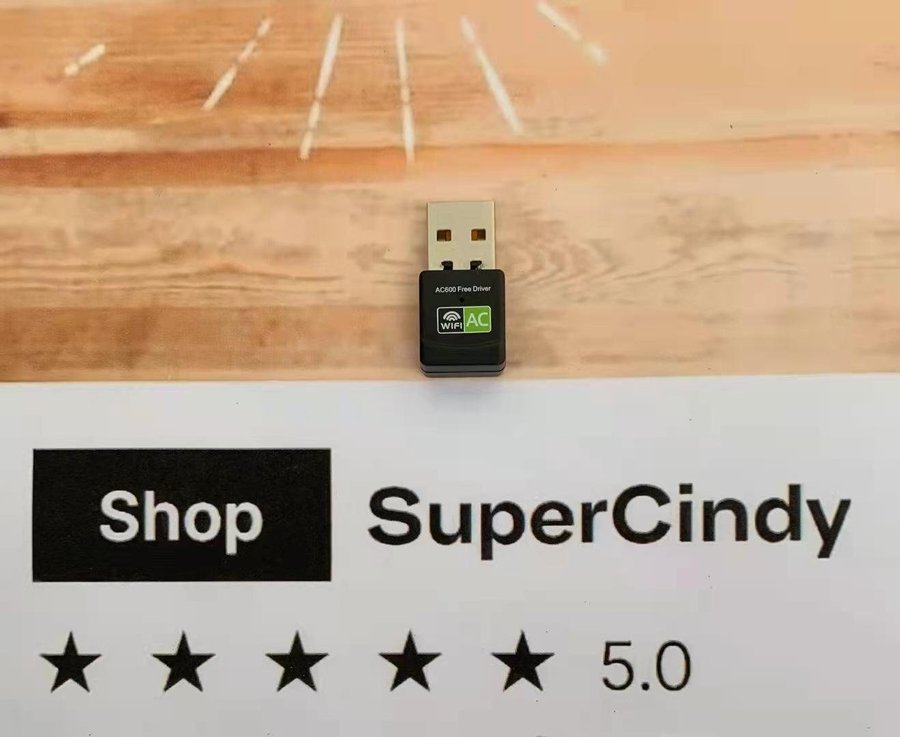 AC600 Free Driver
WIFI AC
Shop SuperCindy
★ ★ ★ ★ ★ 5.0